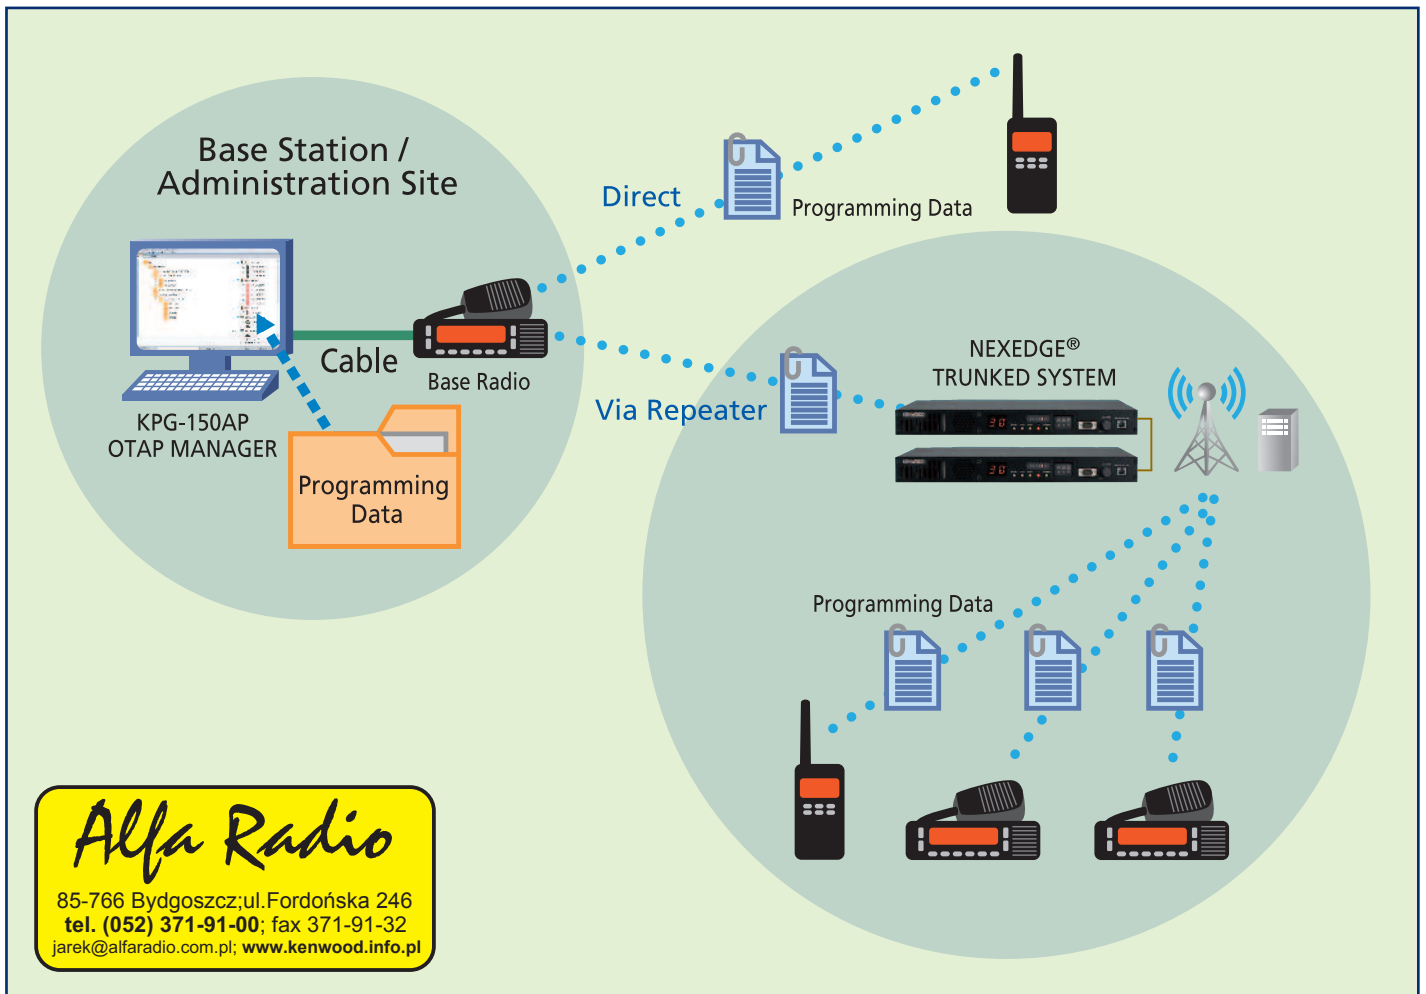 Base Station /
Administration Site
Direct
Programming Data
Cable
Base Radio
KPG-150AP
OTAP MANAGER
Programming
Data
Via Repeater
NEXEDGE®
TRUNKED SYSTEM
Programming Data
Alfa Radio
85-766 Bydgoszcz;ul.Fordońska 246
tel. (052) 371-91-00; fax 371-91-32
jarek@alfaradio.com.pl; www.kenwood.info.pl